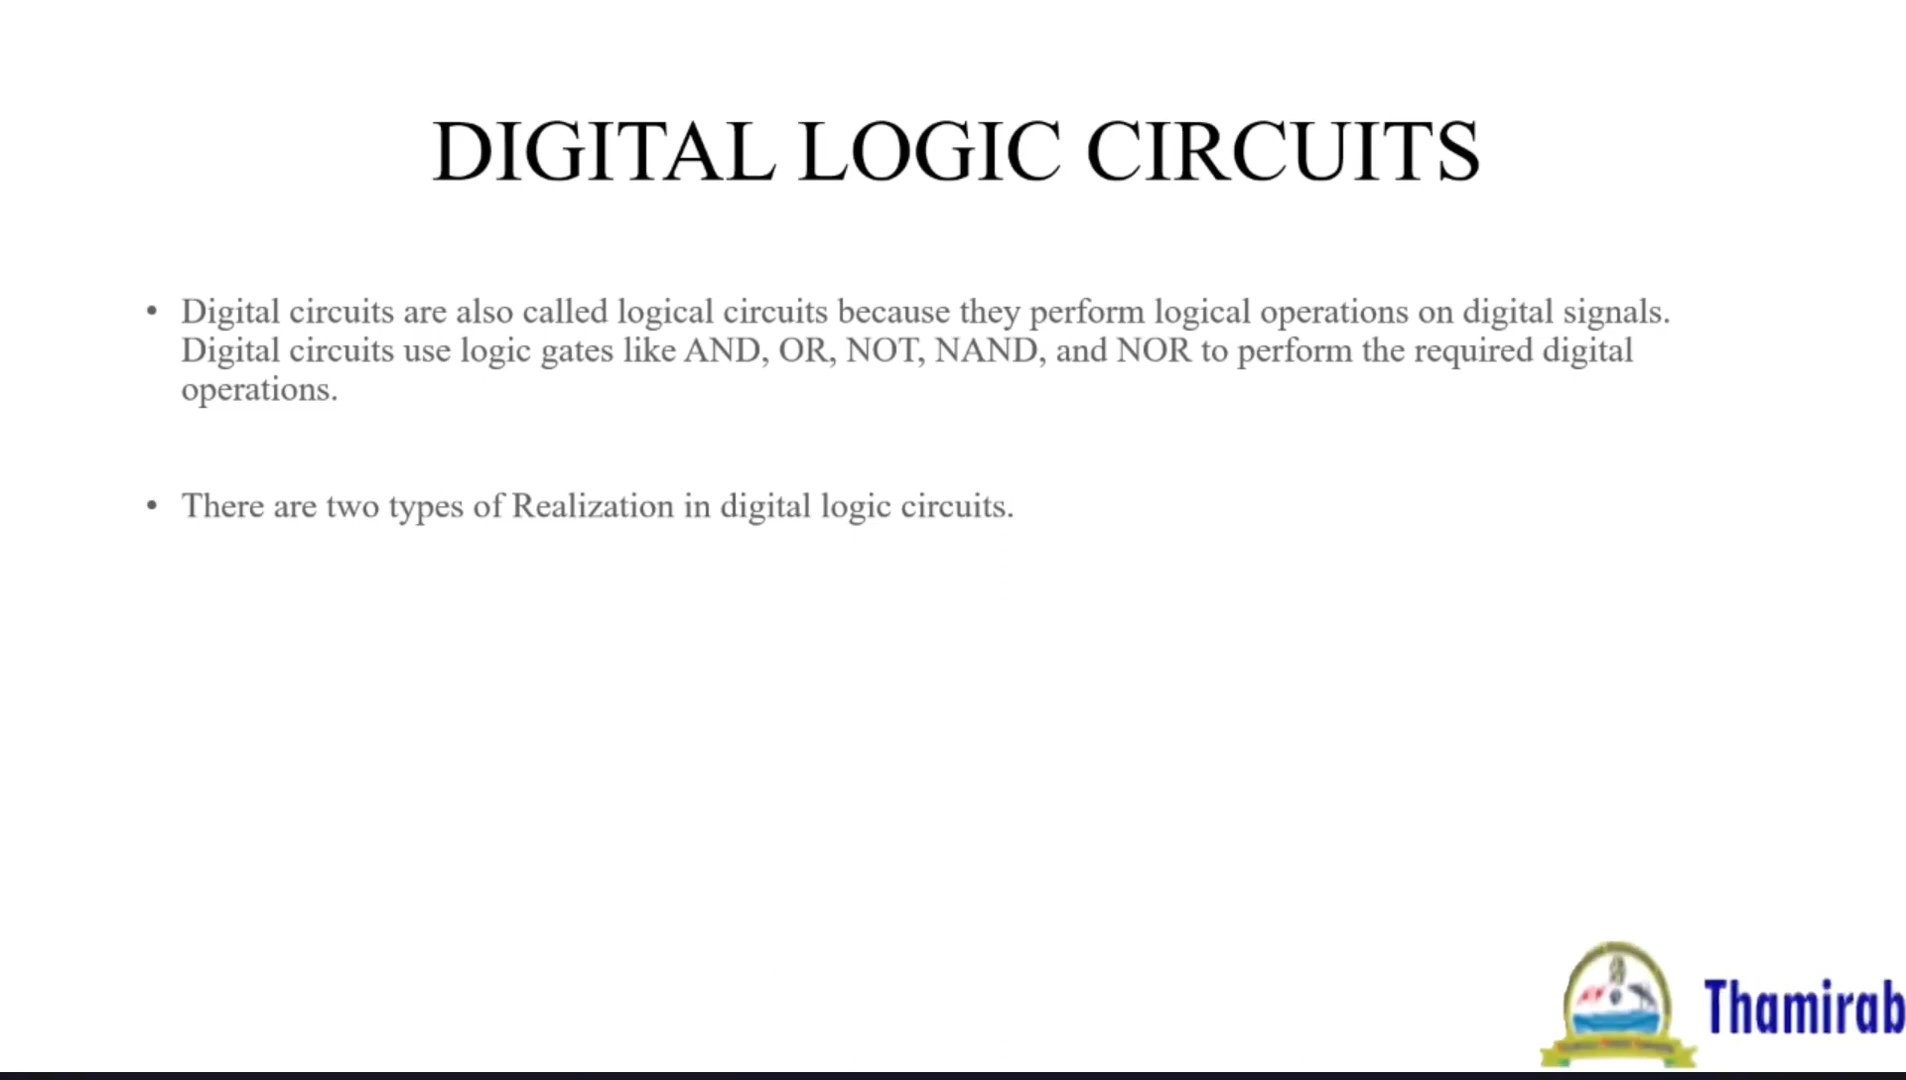 DIGITAL LOGIC CIRCUITS
• Digital circuits are also called logical circuits because they perform logical operations on digital signals.
Digital circuits use logic gates like AND, OR, NOT, NAND, and NOR to perform the required digital
operations.
• There are two types of Realization in digital logic circuits.
Thamirab